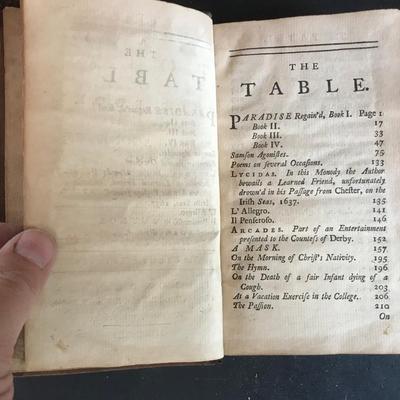 THE
TABLE.
PARADISE Regain'd, Book I. Page 1
Book II. 17
Book III. 33
Book IV. 47
Samson Agonistes. 75
Poems on several Occasions. 133
LYCIDAS. In this Monody the Author
bewails a Learned Friend, unfortunately
drown'd in his Passage from Chester, on the
Irish Seas, 1637. 135
L'Allegro. 141
Il Penseroso. 146
ARCADES. Part of an Entertainment
presented to the Countess of Derby. 152
A MASK. 157
On the Morning of Christ's Nativity. 195
The Hymn. 196
On the Death of a fair Infant dying of a
Cough. 203
At a Vacation Exercise in the College. 206
The Passion. 210
On